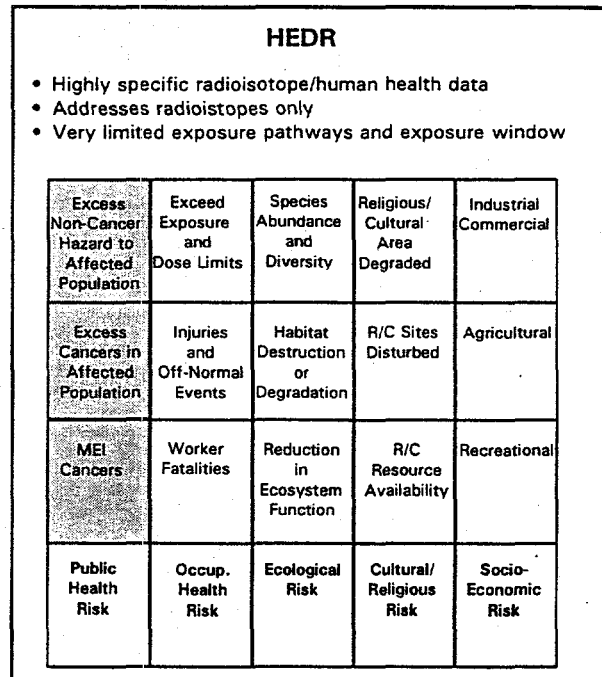 HEDR
• Highly specific radioisotope/human health data
• Addresses radioistopes only
• Very limited exposure pathways and exposure window
Excess
Non-Cancer
Hazard to
Affected
Population
Exceed
Exposure
and
Dose Limits
Species
Abundance
and
Diversity
Religious/
Cultural
Area
Degraded
Industrial
Commercial
Excess
Cancers in
Affected
Population
Injuries
and
Off-Normal
Events
Habitat
Destruction
or
Degradation
R/C Sites
Disturbed
Agricultural
MEI
Cancers
Worker
Fatalities
Reduction
in
Ecosystem
Function
R/C
Resource
Availability
Recreational
Public
Health
Risk
Occup.
Health
Risk
Ecological
Risk
Cultural/
Religious
Risk
Socio-
Economic
Risk